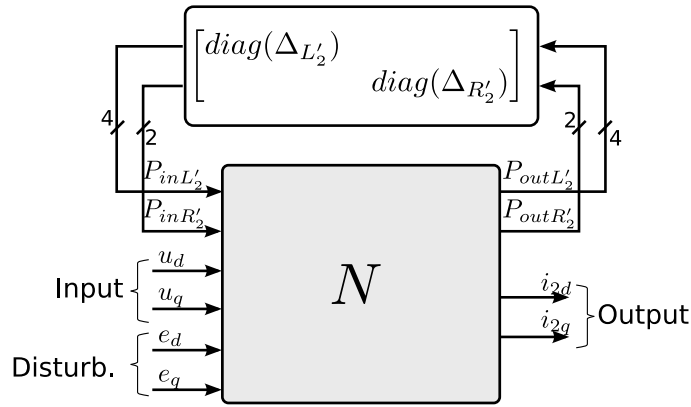 diag(Δ_{L'_2})
diag(Δ_{R'_2})
4
2
2
4
P_{inL'_2}
P_{outL'_2}
P_{inR'_2}
P_{outR'_2}
Input
u_d
u_q
N
i_{2d}
i_{2q}
Output
Disturb.
e_d
e_q